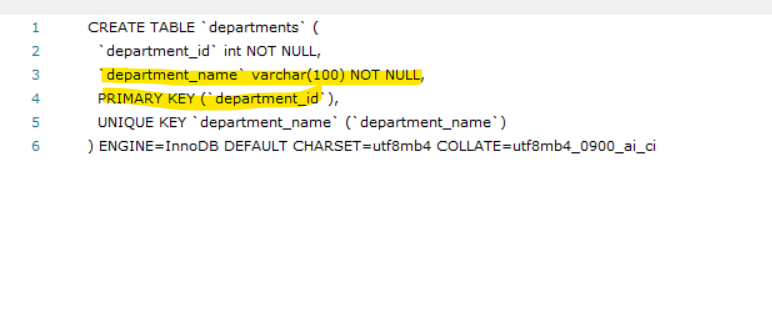 1 CREATE TABLE `departments` (
2 `department_id` int NOT NULL,
3 `department_name` varchar(100) NOT NULL,
4 PRIMARY KEY (`department_id`),
5 UNIQUE KEY `department_name` (`department_name`)
6 ) ENGINE=InnoDB DEFAULT CHARSET=utf8mb4 COLLATE=utf8mb4_0900_ai_ci